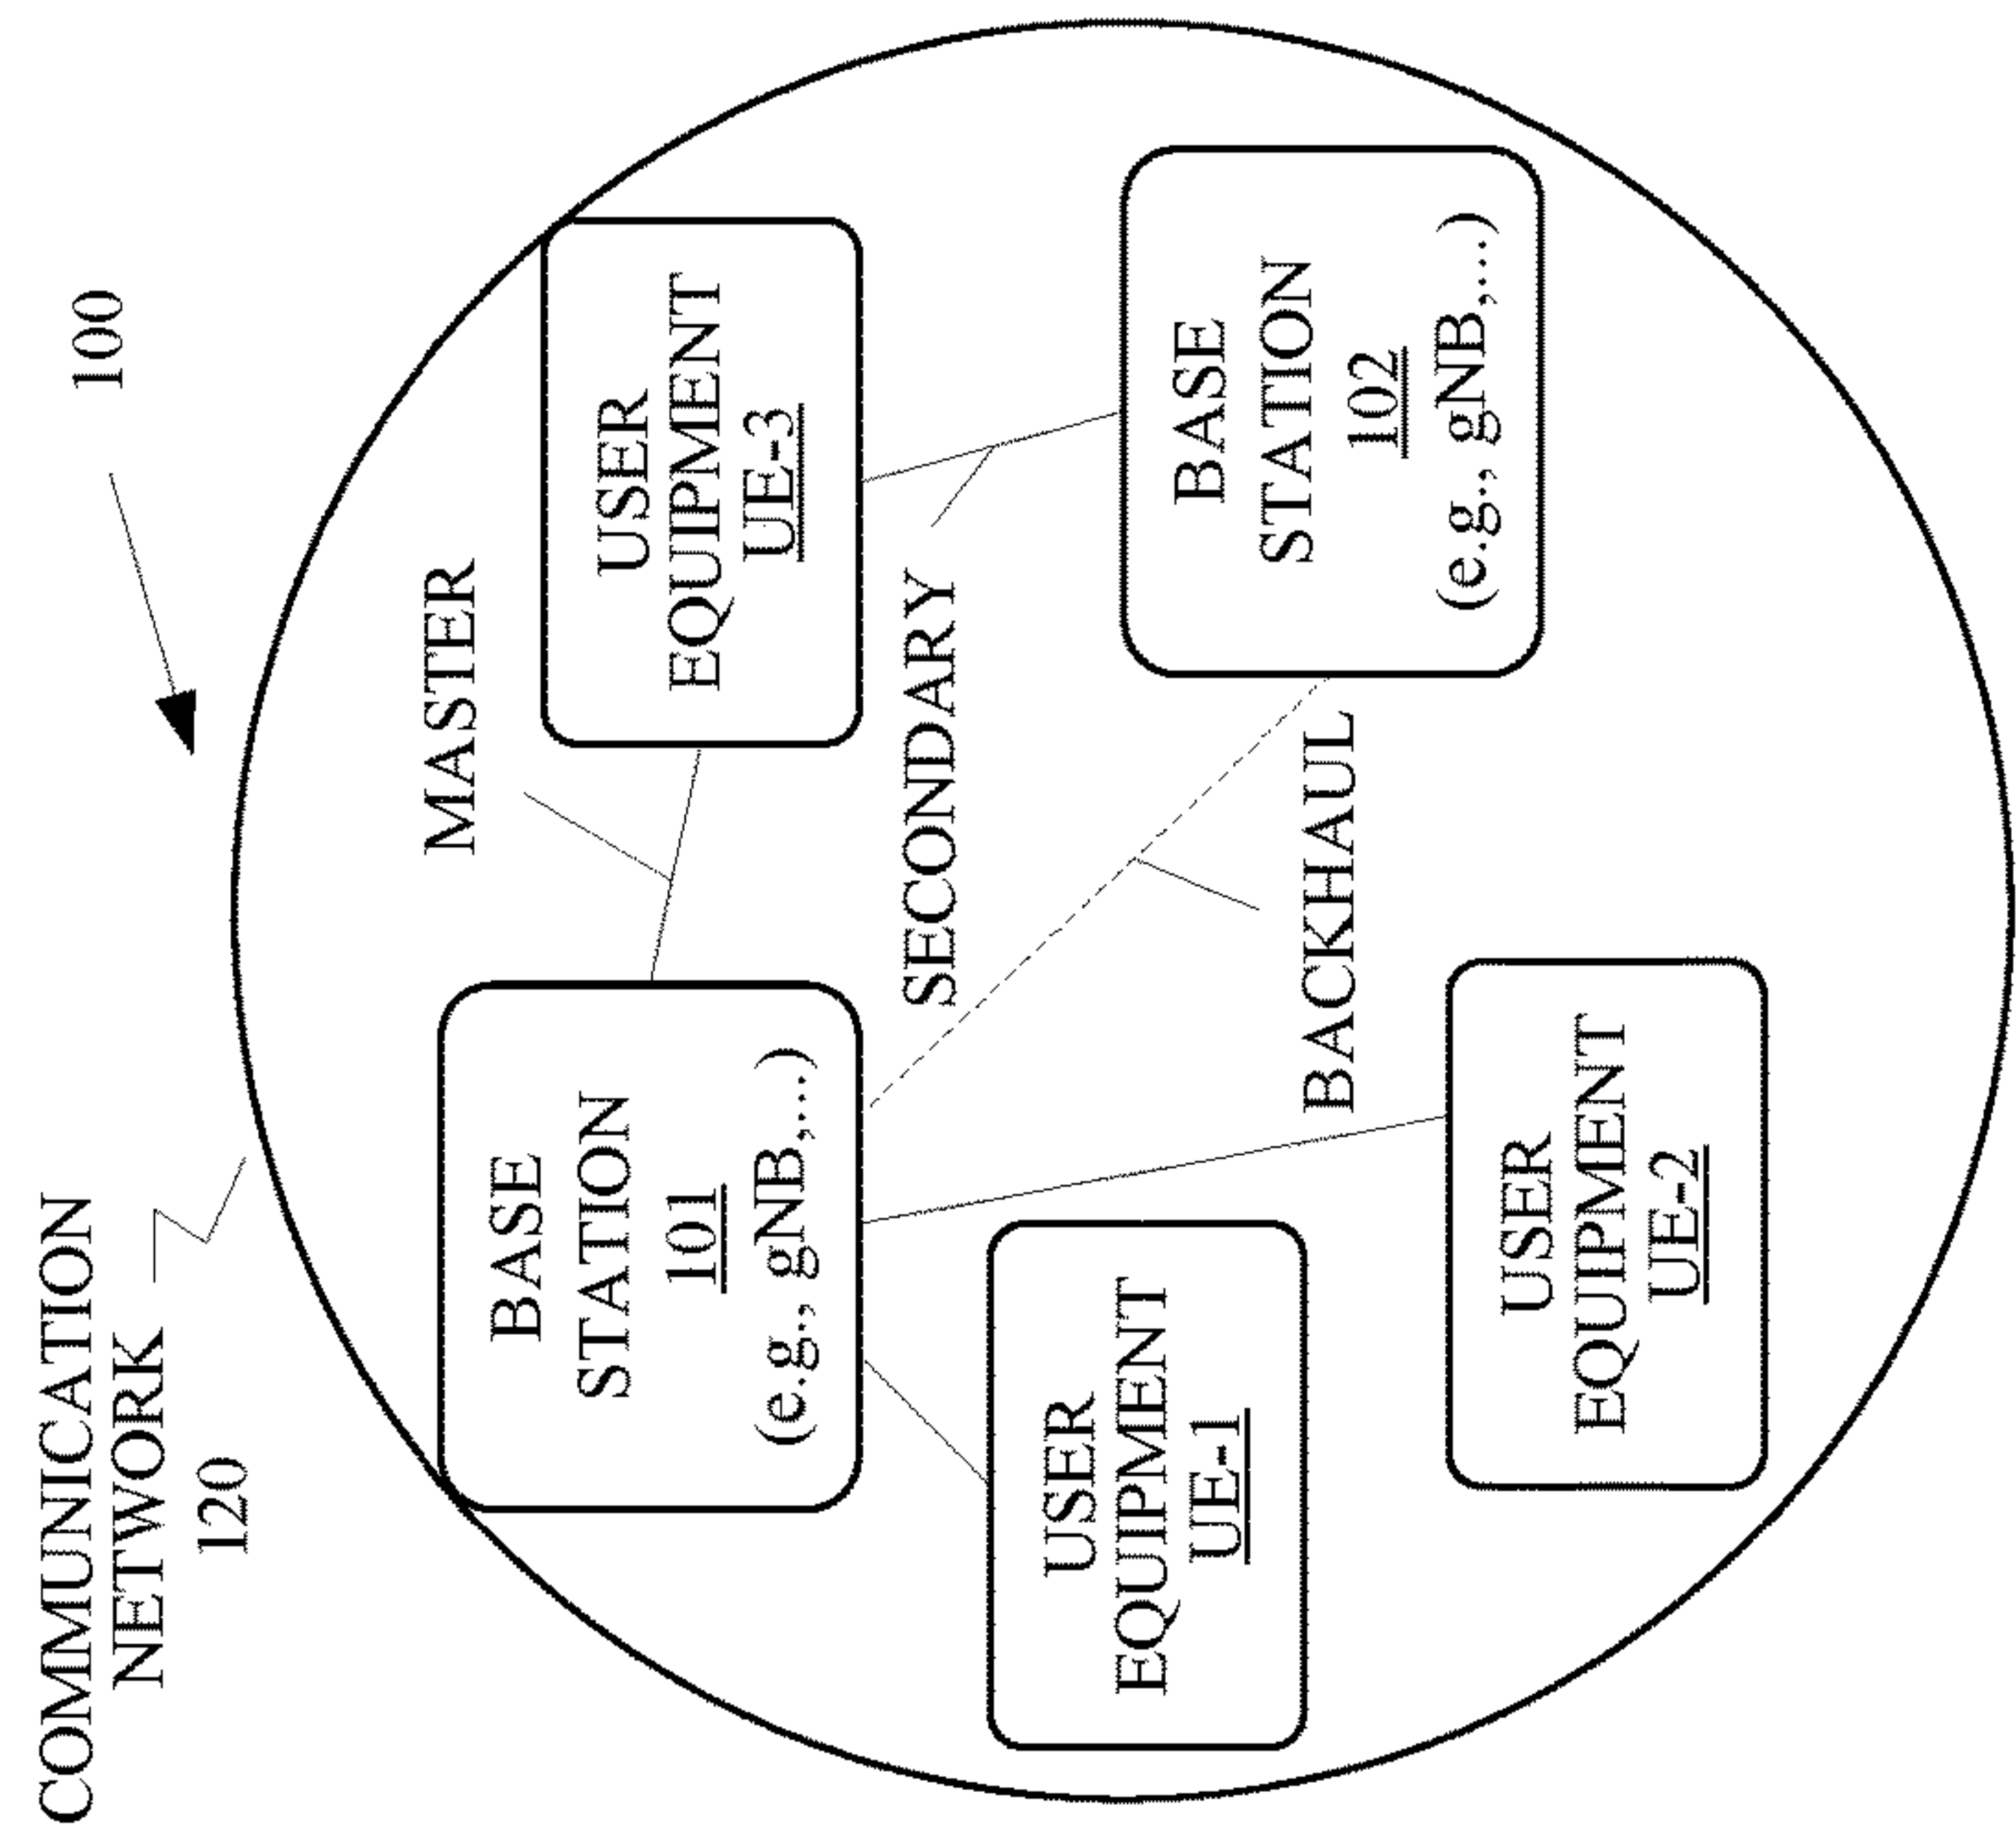 COMMUNICATION
NETWORK
120
100
MASTER
BASE
STATION
101
(e.g., gNB,...)
USER
EQUIPMENT
UE-3
SECONDARY
USER
EQUIPMENT
UE-1
BACKHAUL
BASE
STATION
102
(e.g., gNB,...)
USER
EQUIPMENT
UE-2